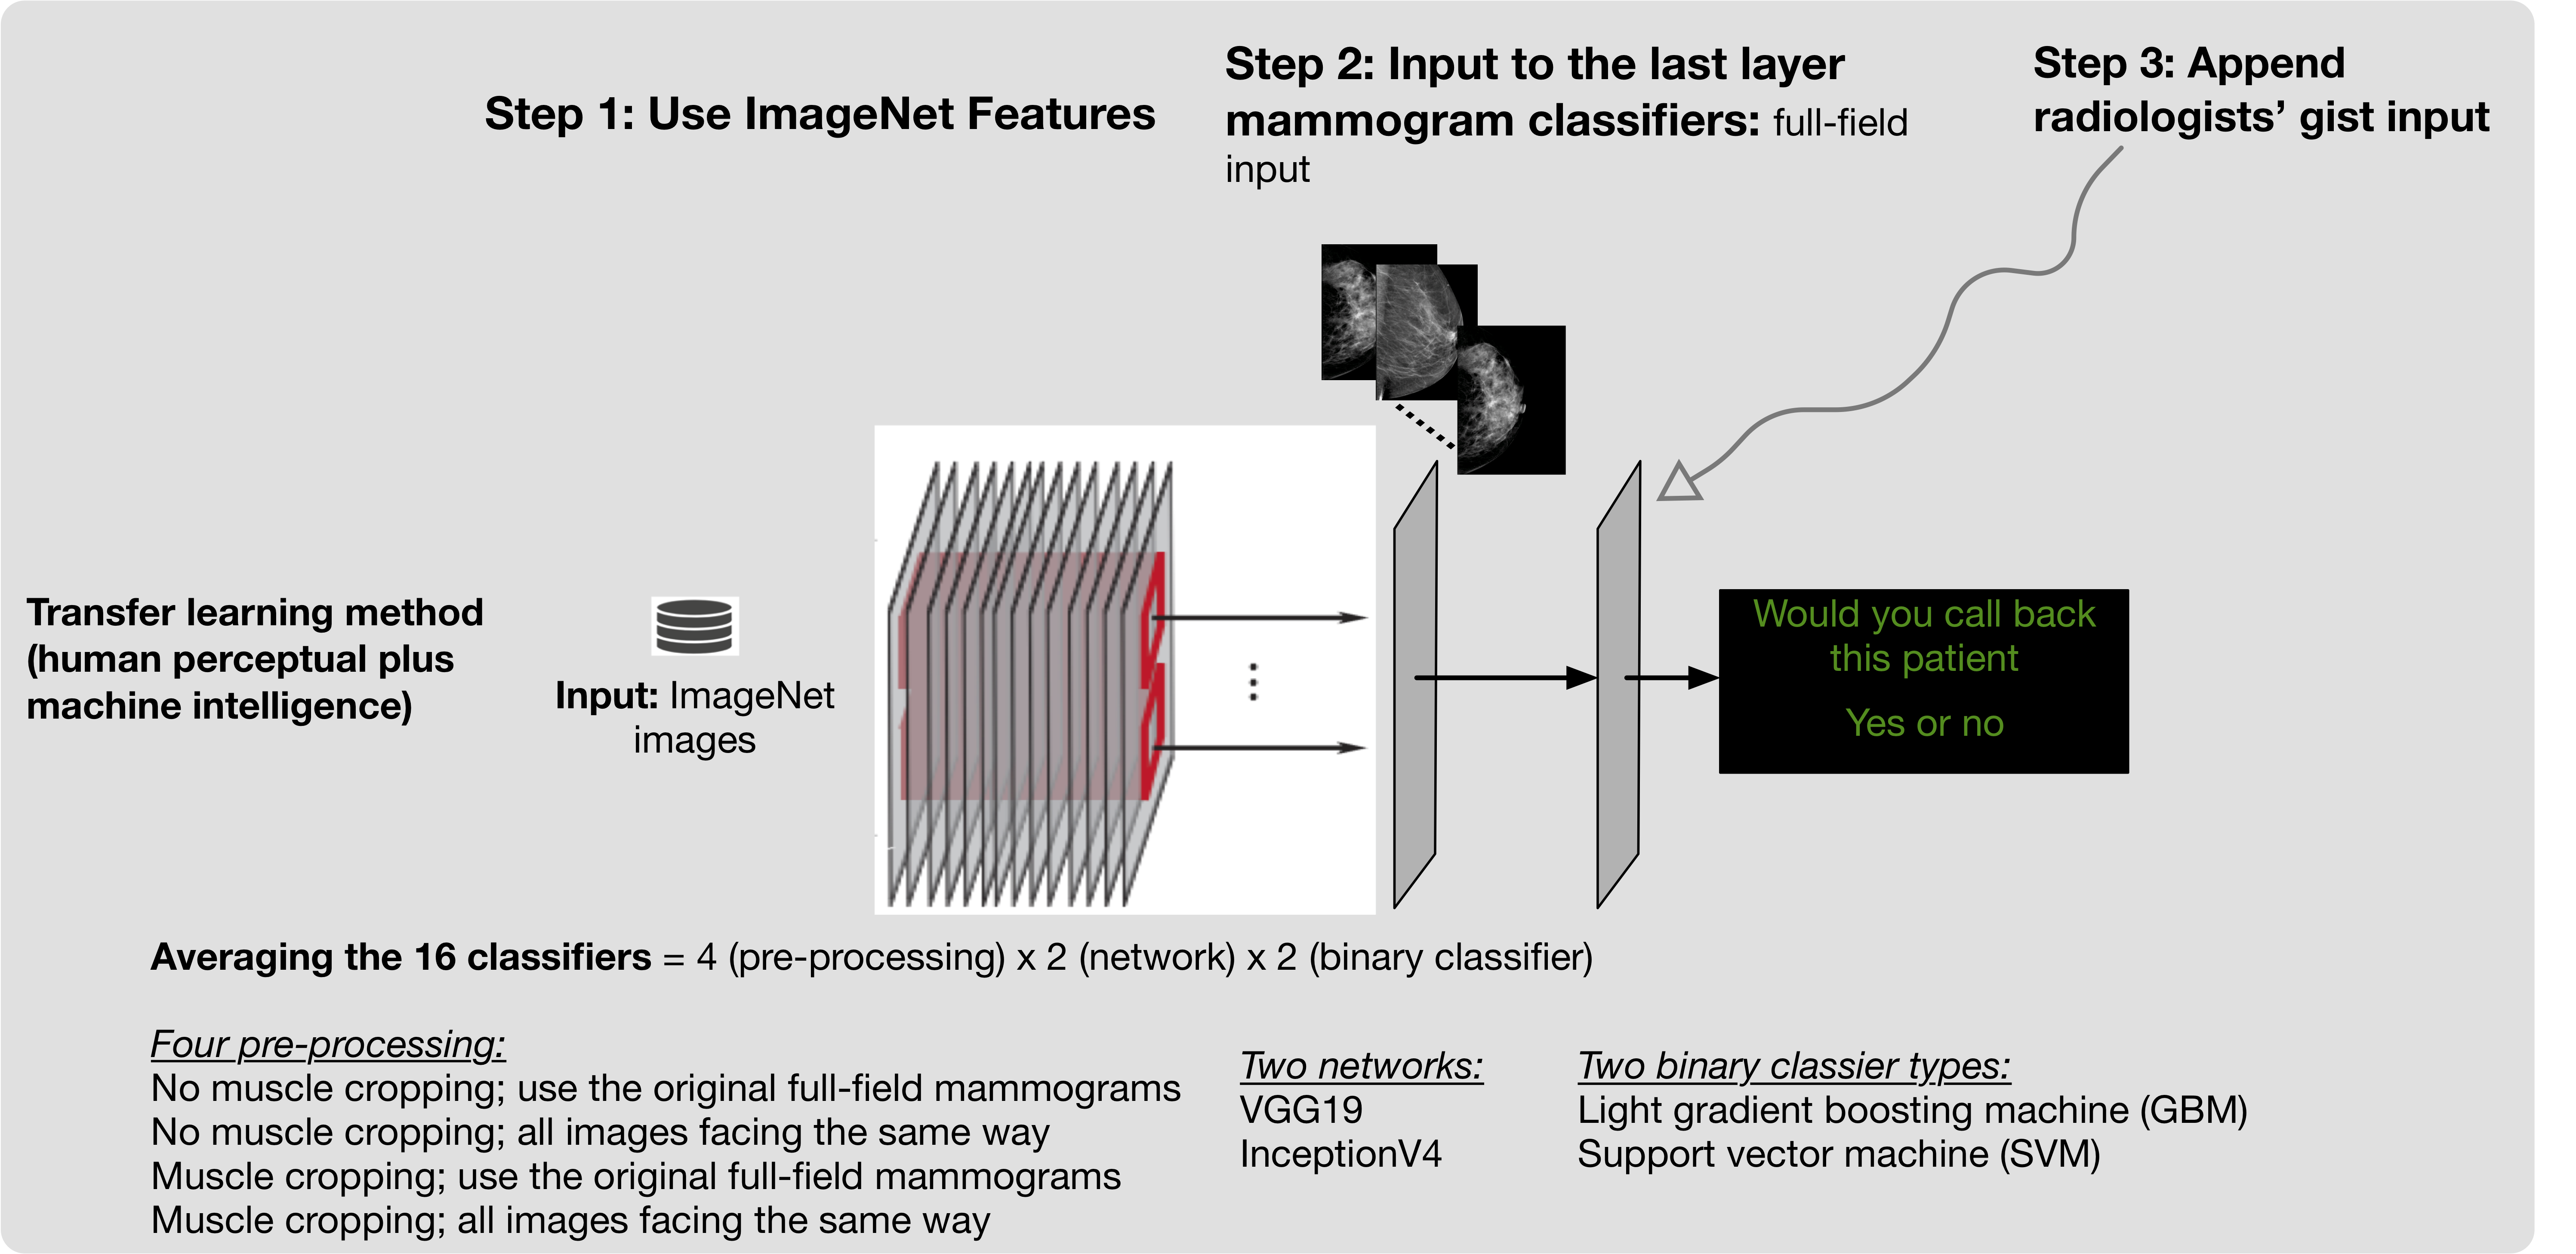 Step 1: Use ImageNet Features
Step 2: Input to the last layer
mammogram classifiers: full-field
input
Step 3: Append
radiologists’ gist input
Transfer learning method
(human perceptual plus
machine intelligence)
Input: ImageNet
images
Would you call back
this patient
Yes or no
Averaging the 16 classifiers = 4 (pre-processing) x 2 (network) x 2 (binary classifier)
Four pre-processing:
No muscle cropping; use the original full-field mammograms
No muscle cropping; all images facing the same way
Muscle cropping; use the original full-field mammograms
Muscle cropping; all images facing the same way
Two networks:
VGG19
InceptionV4
Two binary classier types:
Light gradient boosting machine (GBM)
Support vector machine (SVM)